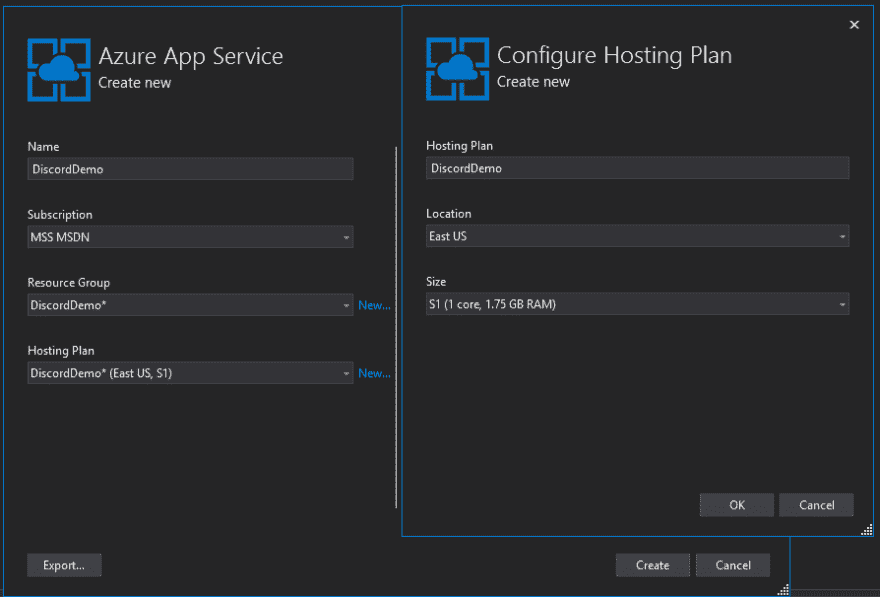 Azure App Service
Create new
Name
DiscordDemo
Subscription
MSS MSDN
Resource Group
DiscordDemo*
New...
Hosting Plan
DiscordDemo* (East US, S1)
New...
Export...
Create
Cancel
Configure Hosting Plan
Create new
Hosting Plan
DiscordDemo
Location
East US
Size
S1 (1 core, 1.75 GB RAM)
OK
Cancel